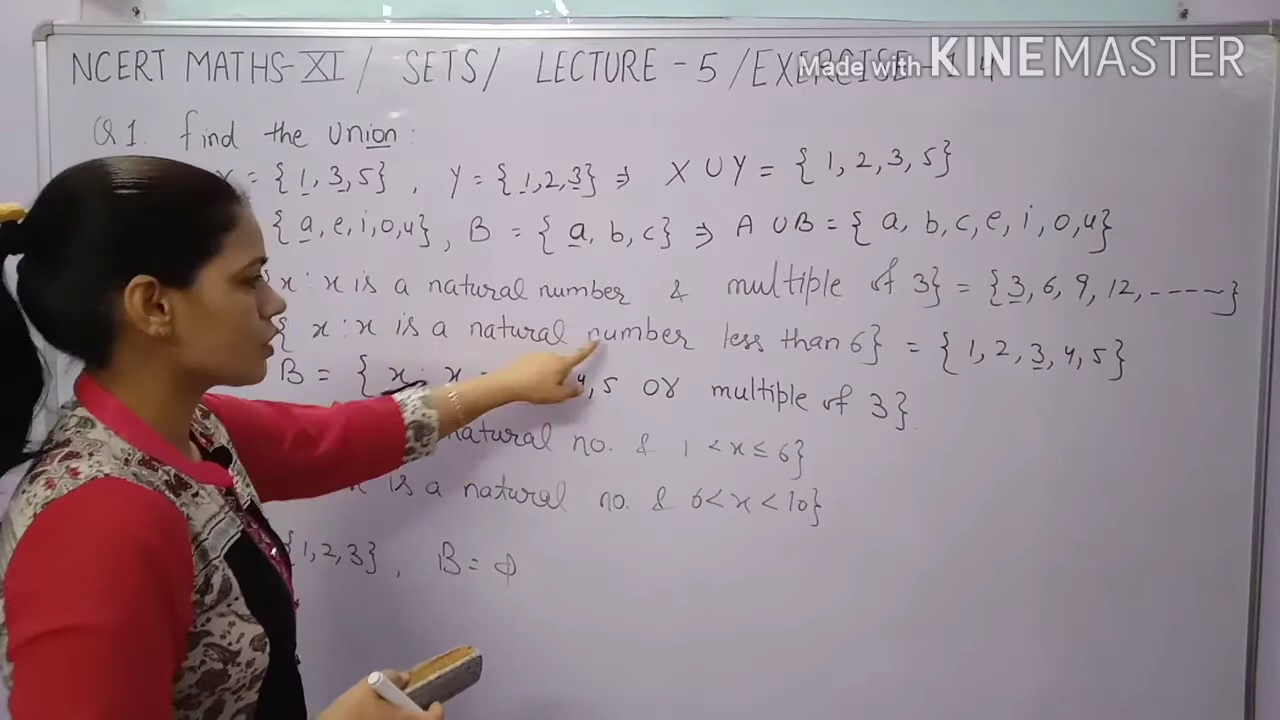 NCERT MATHS-XI / SETS / LECTURE - 5 / EXERCISE
Made with KINEMASTER
Q1. find the union:
= { 1, 3, 5 } , Y = { 1, 2, 3 } ⇒ X ∪ Y = { 1, 2, 3, 5 }
{ a, e, i, o, u } , B = { a, b, c } ⇒ A ∪ B = { a, b, c, e, i, o, u }
x : x is a natural number & multiple of 3 } = { 3, 6, 9, 12, ----- }
{ x : x is a natural number less than 6 } = { 1, 2, 3, 4, 5 }
B = { x : x 4, 5 or multiple of 3 }.
natural no. & 1 < x ≤ 6 }
x is a natural no. & 6 < x < 10 }
{ 1, 2, 3 } , B = ϕ